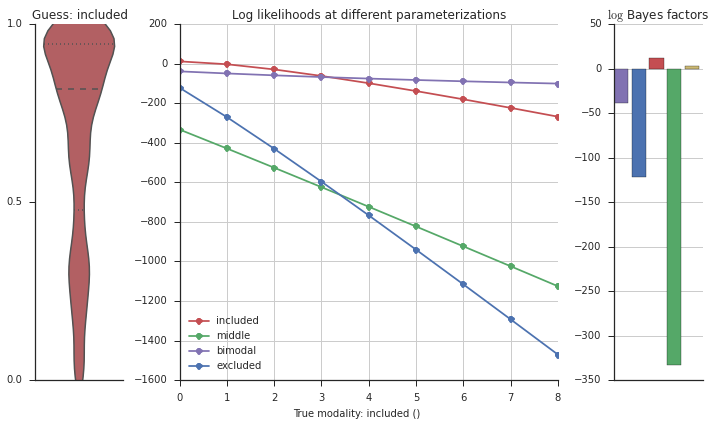 Guess: included
1.0
0.5
0.0
Log likelihoods at different parameterizations
200
0
−200
−400
−600
−800
−1000
−1200
−1400
−1600
included
middle
bimodal
excluded
0 1 2 3 4 5 6 7 8
True modality: included ()
log Bayes factors
50
0
−50
−100
−150
−200
−250
−300
−350